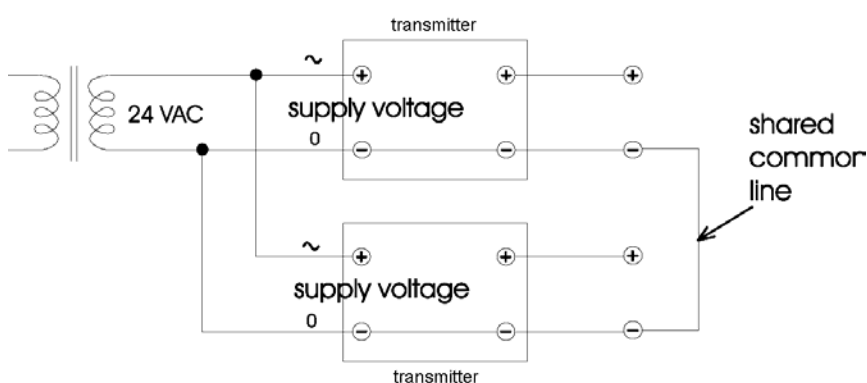 transmitter
~
+ + +
24 VAC
supply voltage
0
- - -
shared
common
line
~
+ + +
supply voltage
0
- - -
transmitter